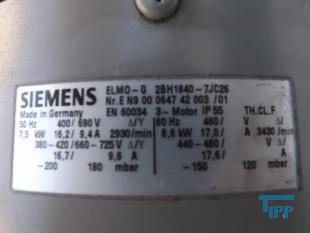 SIEMENS
Made in Germany
ELMO-G 2BH1840-7JC26
Nr.E N9 00 0647 42 003 /01
EN 60034 3~Motor IP 55 TH.CL.F
50 Hz 400/690 V Δ/Y 60 Hz 460/ V Δ/
7,5 kW 16,2/ 9,4 A 2930/min 8,6 kW 17,0/ A 3430/min
380-420/660-725 V Δ/Y 440-480/ V Δ/
16,7/ 9,6 A 17,6/ A
-200 180 mbar -150 120 mbar
TIPP